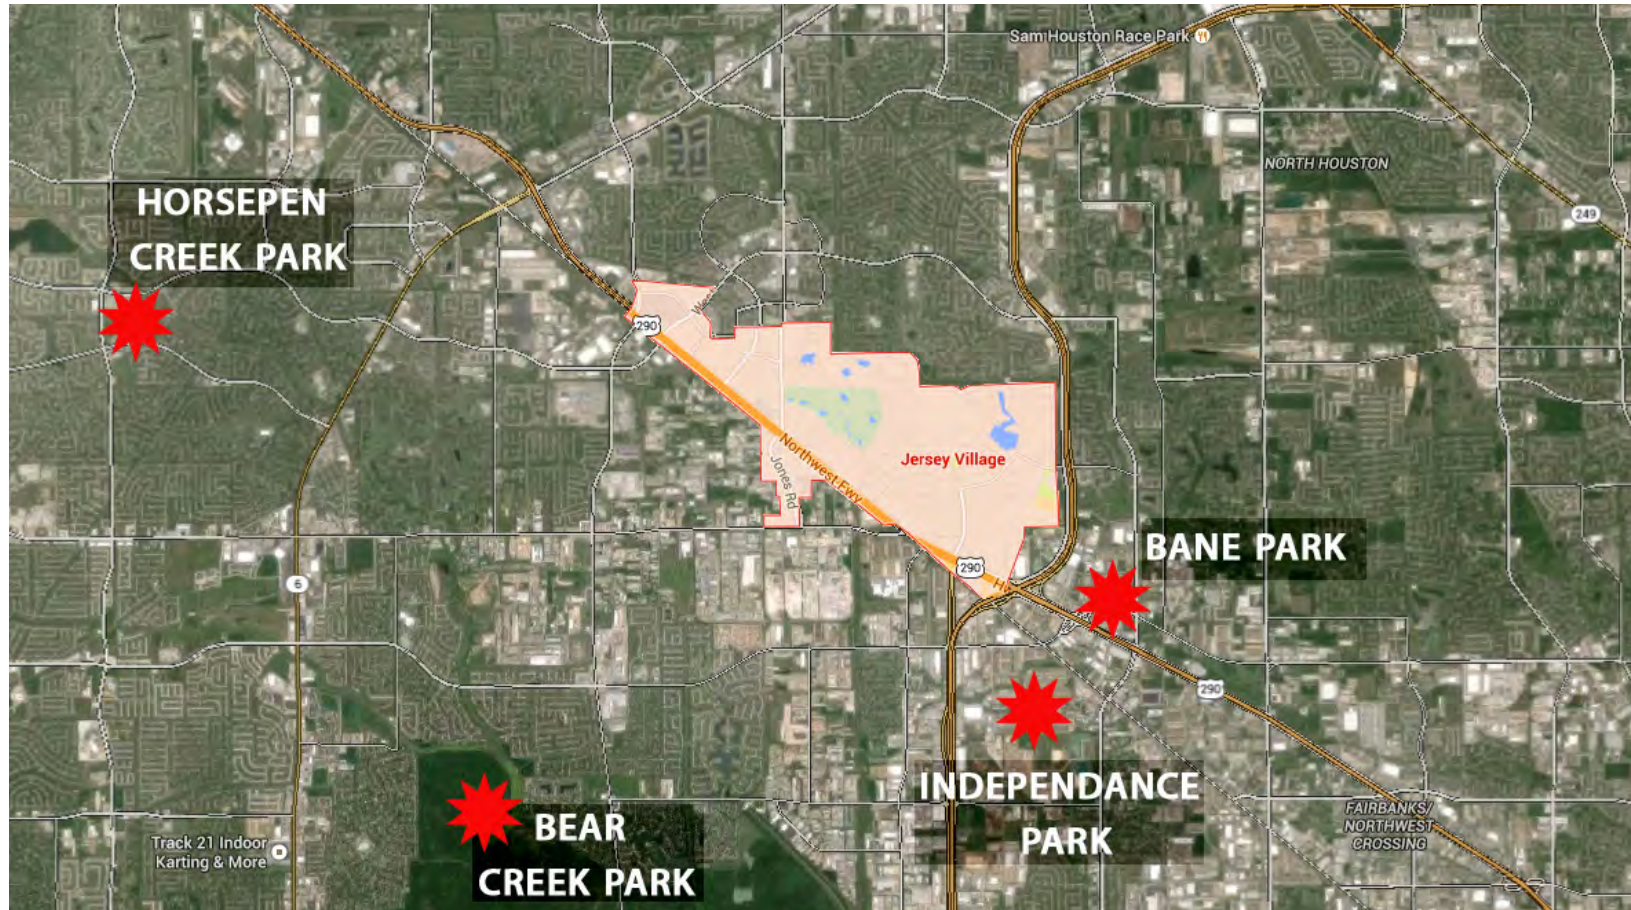 Sam Houston Race Park
NORTH HOUSTON
HORSEPEN
CREEK PARK
249
290
West
Jersey Village
Northwest Fwy
Jones Rd
BANE PARK
290
6
290
INDEPENDANCE
PARK
FAIRBANKS/
NORTHWEST
CROSSING
BEAR
CREEK PARK
Track 21 Indoor
Karting & More